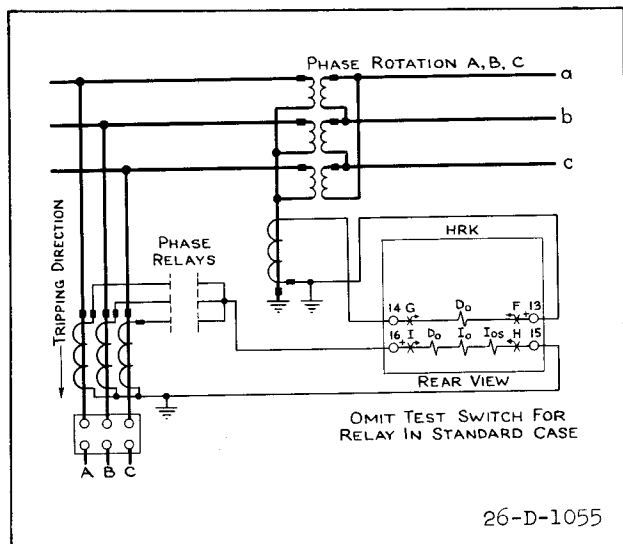 PHASE ROTATION A, B, C
a
b
c
TRIPPING DIRECTION
PHASE
RELAYS
HRK
14 G Do F 13
16 I Do Io Ios H 15
REAR VIEW
OMIT TEST SWITCH FOR
RELAY IN STANDARD CASE
A B C
26-D-1055